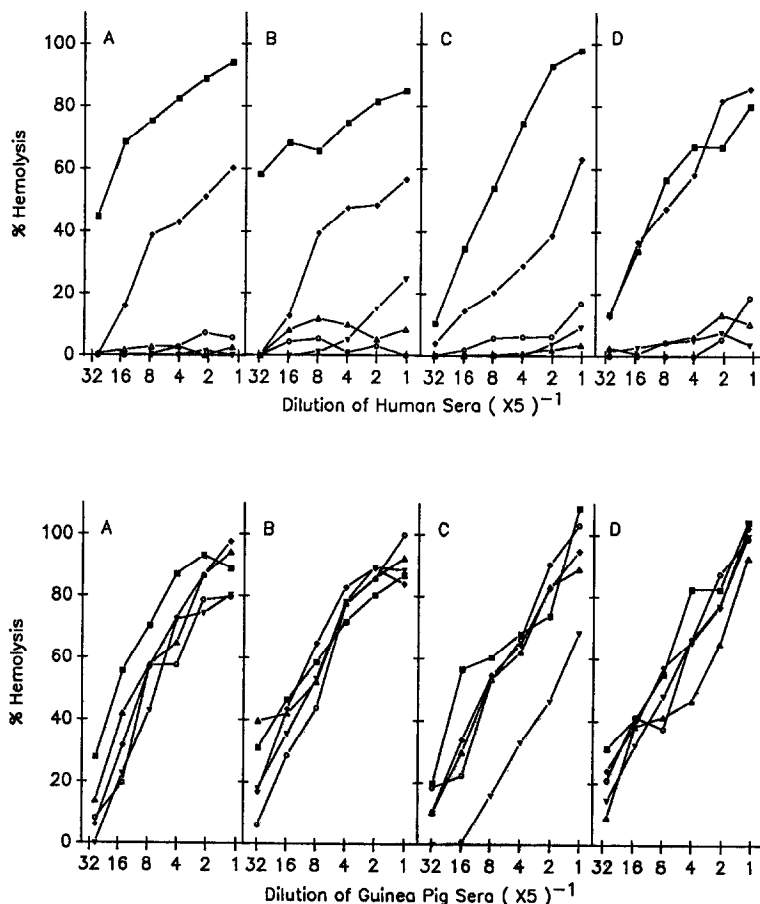 A B C D
100
80
60
40
20
0
% Hemolysis
32 16 8 4 2 1 32 16 8 4 2 1 32 16 8 4 2 1 32 16 8 4 2 1
Dilution of Human Sera ( X5 )⁻¹
A B C D
100
80
60
40
20
0
% Hemolysis
32 16 8 4 2 1 32 16 8 4 2 1 32 16 8 4 2 1 32 16 8 4 2 1
Dilution of Guinea Pig Sera ( X5 )⁻¹